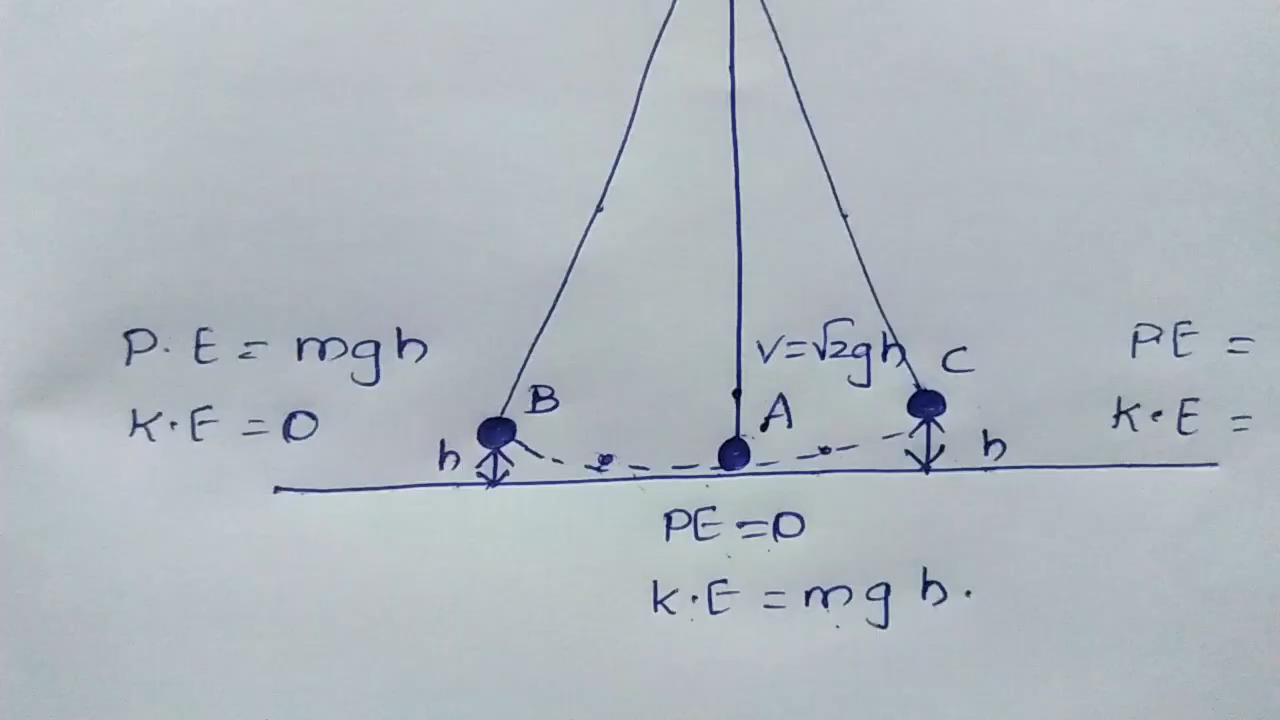 P.E = mgh
K.E = 0
B
h
V=√2gh
A
C
h
PE =
K.E =
PE = 0
K.E = mgh.